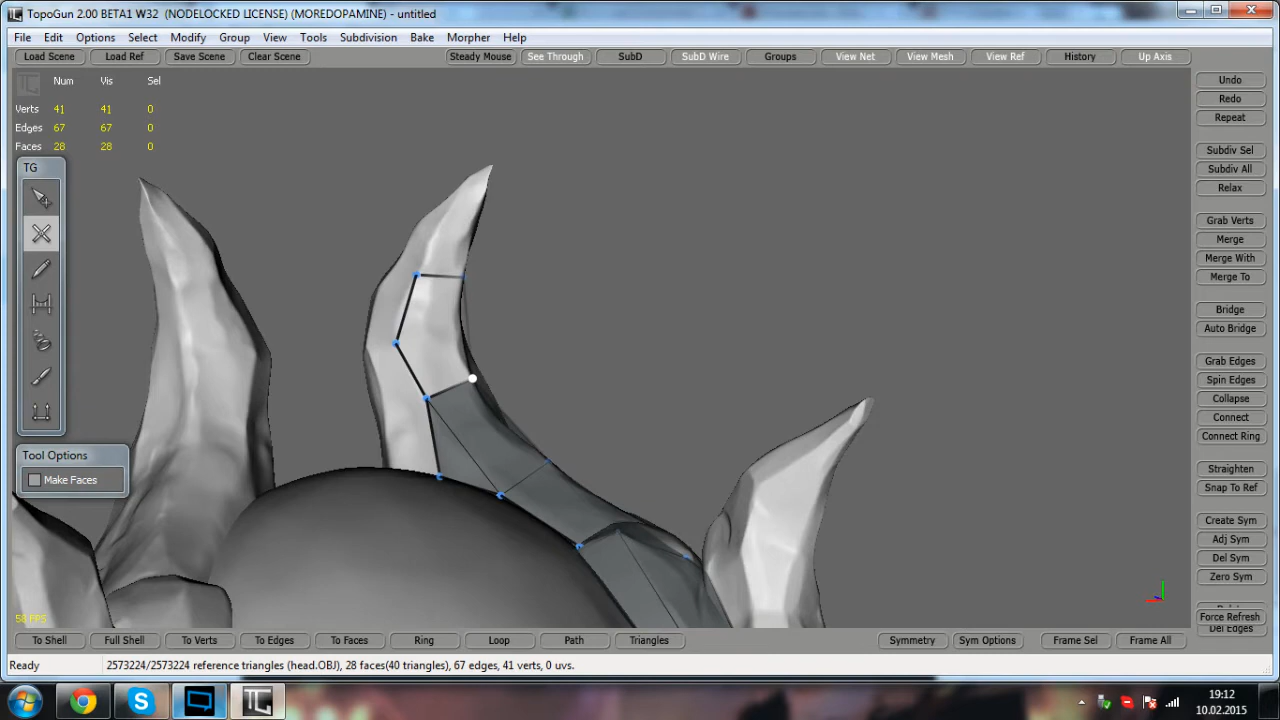 TopoGun 2.00 BETA1 W32 (NODELOCKED LICENSE) (MOREDOPAMINE) - untitled
File Edit Options Select Modify Group View Tools Subdivision Bake Morpher Help
Load Scene Load Ref Save Scene Clear Scene Steady Mouse See Through SubD SubD Wire Groups View Net View Mesh View Ref History Up Axis
Num Vis Sel
Verts 41 41 0
Edges 67 67 0
Faces 28 28 0
TG
Tool Options
Make Faces
58 FPS
Undo
Redo
Repeat
Subdiv Sel
Subdiv All
Relax
Grab Verts
Merge
Merge With
Merge To
Bridge
Auto Bridge
Grab Edges
Spin Edges
Collapse
Connect
Connect Ring
Straighten
Snap To Ref
Create Sym
Adj Sym
Del Sym
Zero Sym
Force Refresh
Del Edges
To Shell Full Shell To Verts To Edges To Faces Ring Loop Path Triangles Symmetry Sym Options Frame Sel Frame All
Ready 2573224/2573224 reference triangles (head.OBJ), 28 faces(40 triangles), 67 edges, 41 verts, 0 uvs.
19:12
10.02.2015